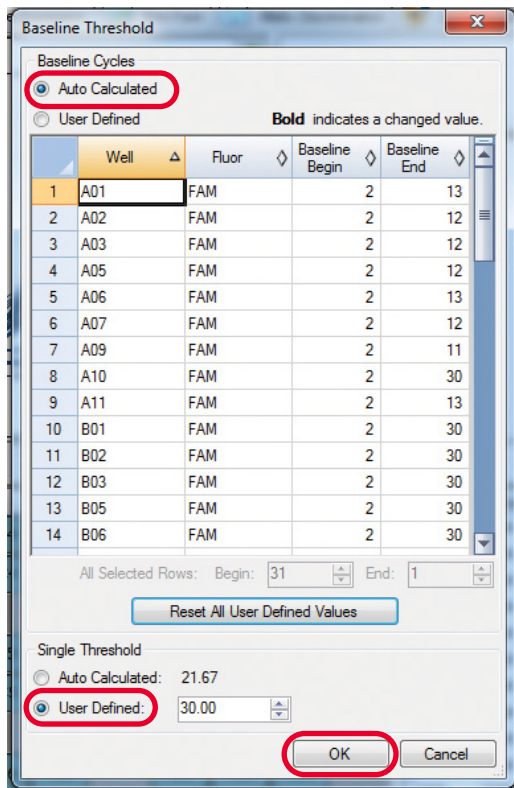 Baseline Threshold
Baseline Cycles
Auto Calculated
User Defined Bold indicates a changed value.
Well Fluor Baseline Begin Baseline End
1 A01 FAM 2 13
2 A02 FAM 2 12
3 A03 FAM 2 12
4 A05 FAM 2 12
5 A06 FAM 2 13
6 A07 FAM 2 12
7 A09 FAM 2 11
8 A10 FAM 2 30
9 A11 FAM 2 13
10 B01 FAM 2 30
11 B02 FAM 2 30
12 B03 FAM 2 30
13 B05 FAM 2 30
14 B06 FAM 2 30
All Selected Rows: Begin: 31 End: 1
Reset All User Defined Values
Single Threshold
Auto Calculated: 21.67
User Defined: 30.00
OK Cancel